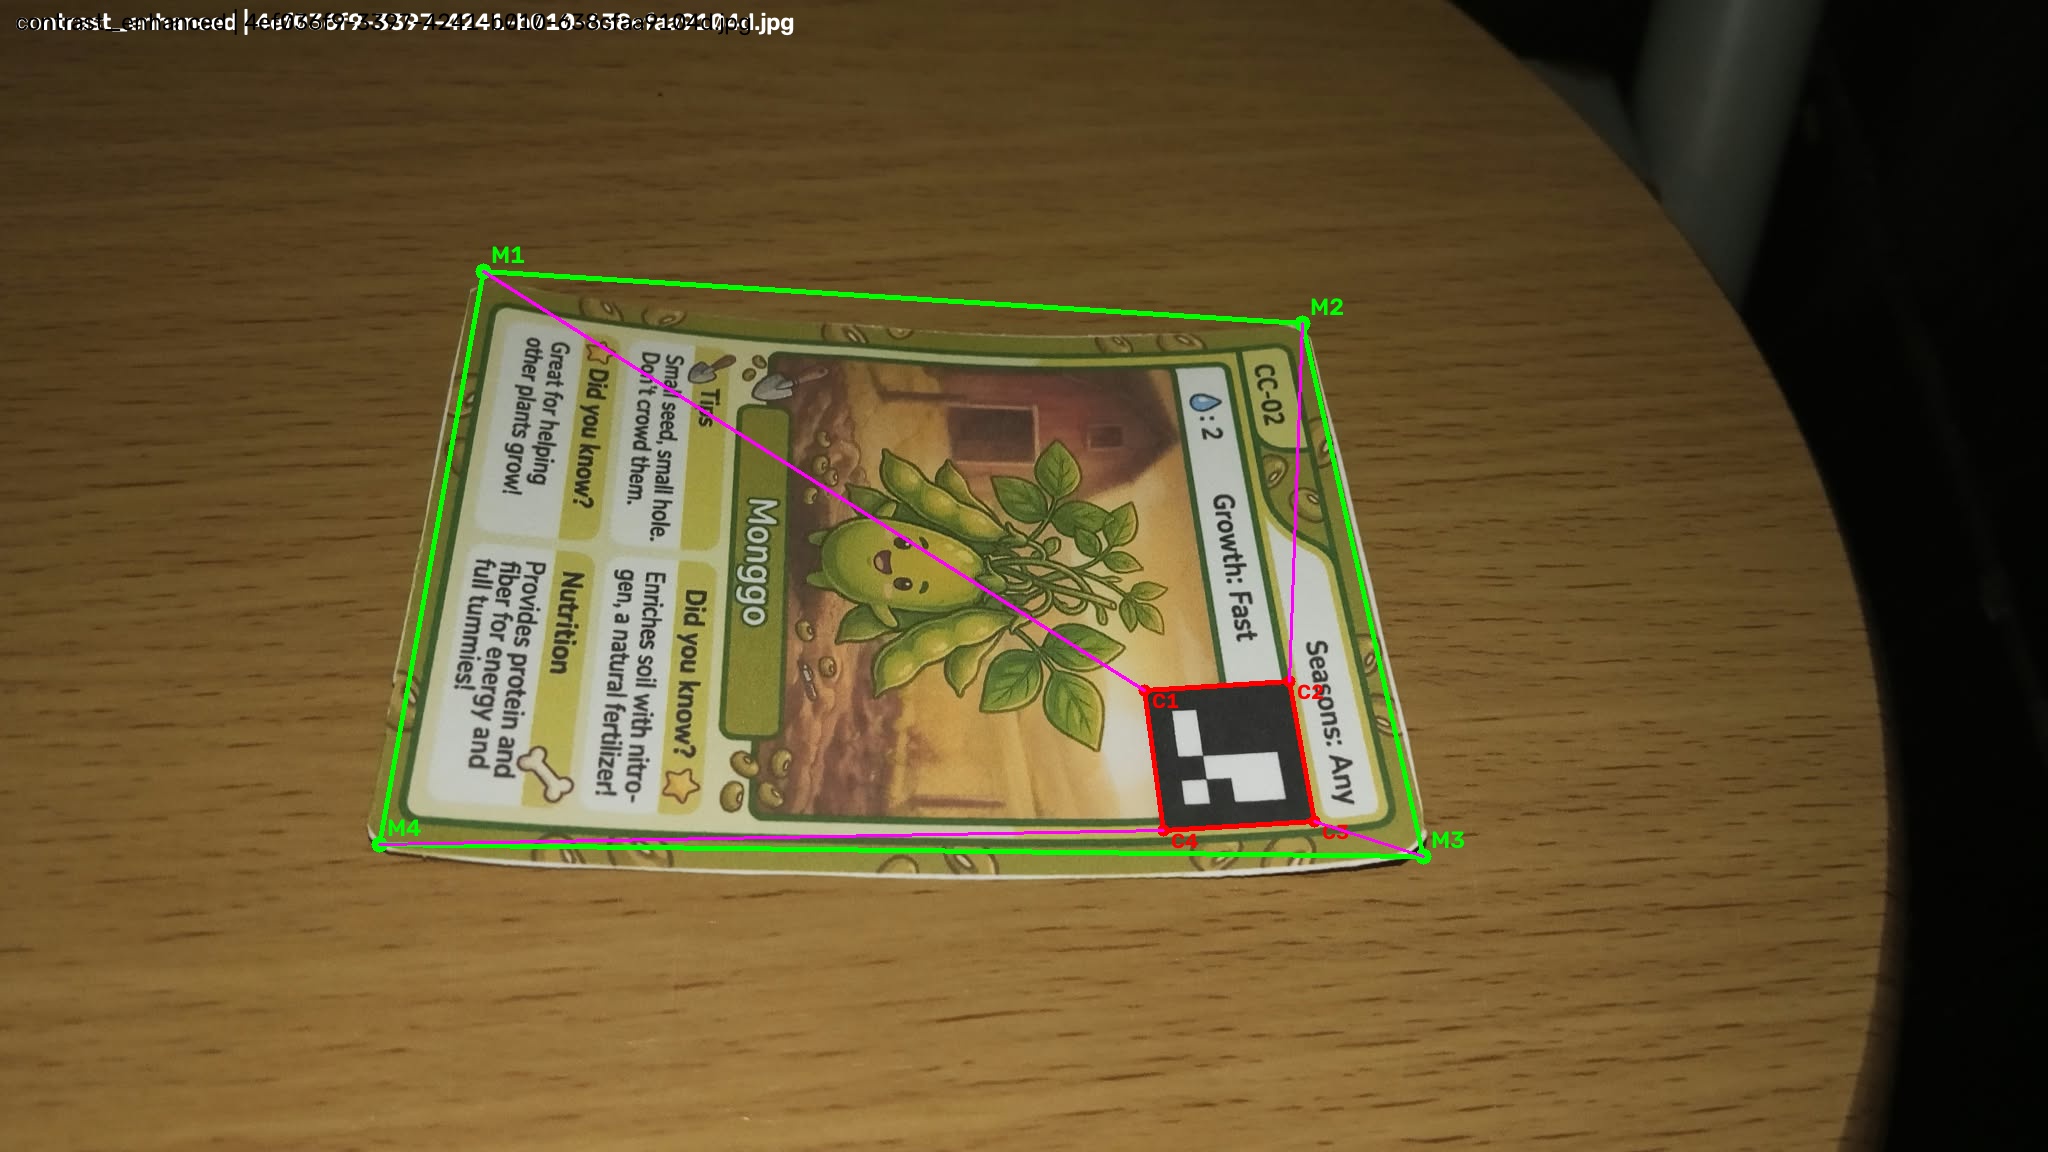 M1
M2
M3
M4
C1
C2
C3
C4
CC-02
Seasons: Any
: 2
Growth: Fast
Monggo
Tips
Small seed, small hole.
Don't crowd them.
Did you know?
Enriches soil with nitro-
gen, a natural fertilizer!
Did you know?
Great for helping
other plants grow!
Nutrition
Provides protein and
fiber for energy and
full tummies!